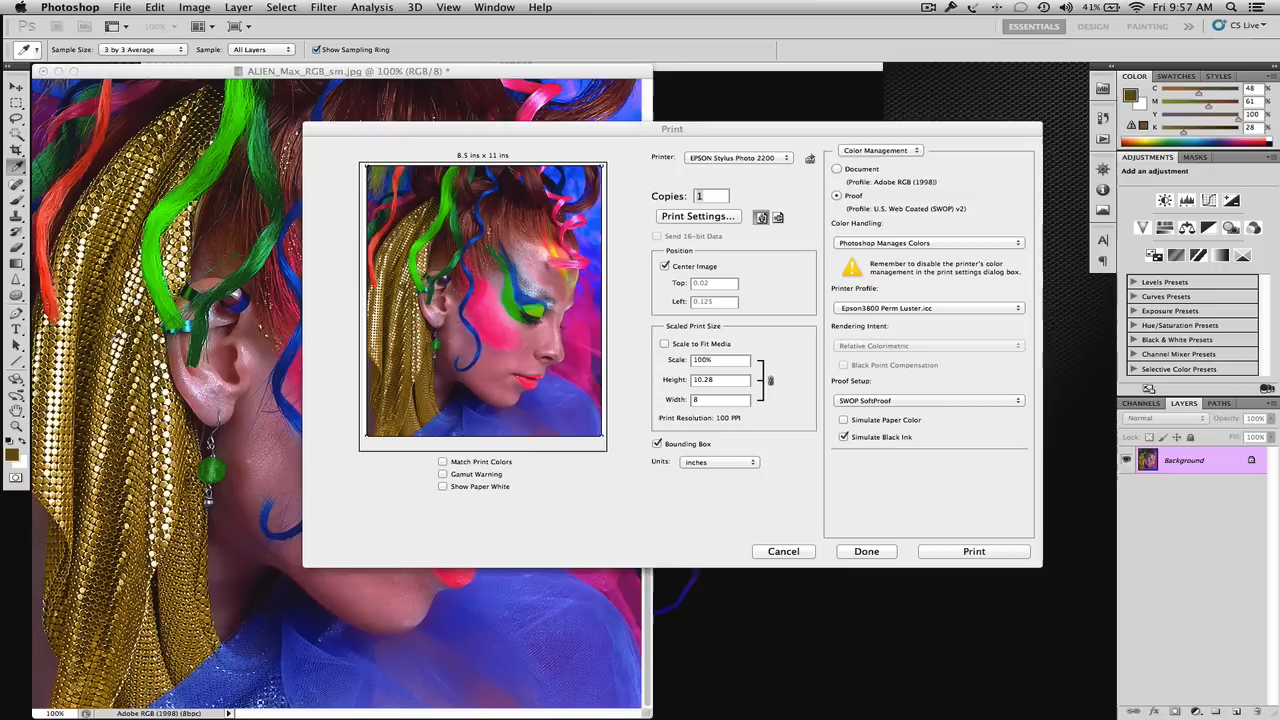 Photoshop File Edit Image Layer Select Filter Analysis 3D View Window Help 41% Fri 9:57 AM
Ps Mb 100% ESSENTIALS DESIGN PAINTING >> CS Live
Sample Size: 3 by 3 Average Sample: All Layers Show Sampling Ring
ALIEN_Max_RGB_sm.jpg @ 100% (RGB/8) *
Print
8.5 ins x 11 ins
Match Print Colors
Gamut Warning
Show Paper White
Printer: EPSON Stylus Photo 2200
Copies: 1
Print Settings...
Send 16-bit Data
Position
Center Image
Top: 0.02
Left: 0.125
Scaled Print Size
Scale to Fit Media
Scale: 100%
Height: 10.28
Width: 8
Print Resolution: 100 PPI
Bounding Box
Units: inches
Color Management
Document
(Profile: Adobe RGB (1998))
Proof
(Profile: U.S. Web Coated (SWOP) v2)
Color Handling:
Photoshop Manages Colors
Remember to disable the printer's color
management in the print settings dialog box.
Printer Profile:
Epson3800 Perm Luster.icc
Rendering Intent:
Relative Colorimetric
Black Point Compensation
Proof Setup:
SWOP SoftProof
Simulate Paper Color
Simulate Black Ink
Cancel Done Print
COLOR SWATCHES STYLES
C 48 %
M 61 %
Y 100 %
K 28 %
ADJUSTMENTS MASKS
Add an adjustment
Levels Presets
Curves Presets
Exposure Presets
Hue/Saturation Presets
Black & White Presets
Channel Mixer Presets
Selective Color Presets
CHANNELS LAYERS PATHS
Normal Opacity: 100%
Lock: Fill: 100%
Background
100% Adobe RGB (1998) (8bpc)